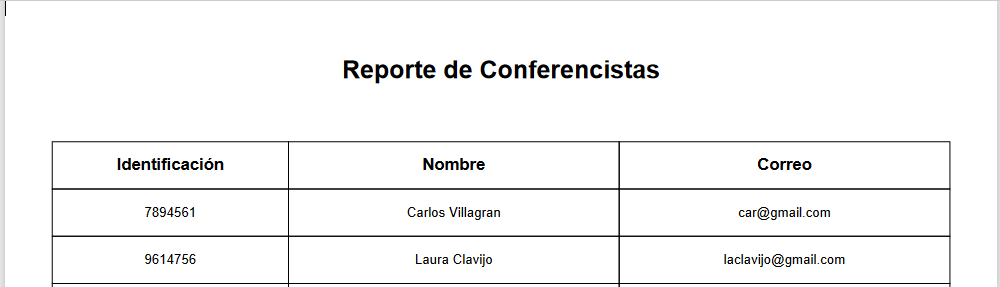 Reporte de Conferencistas
Identificación Nombre Correo
7894561 Carlos Villagran car@gmail.com
9614756 Laura Clavijo laclavijo@gmail.com